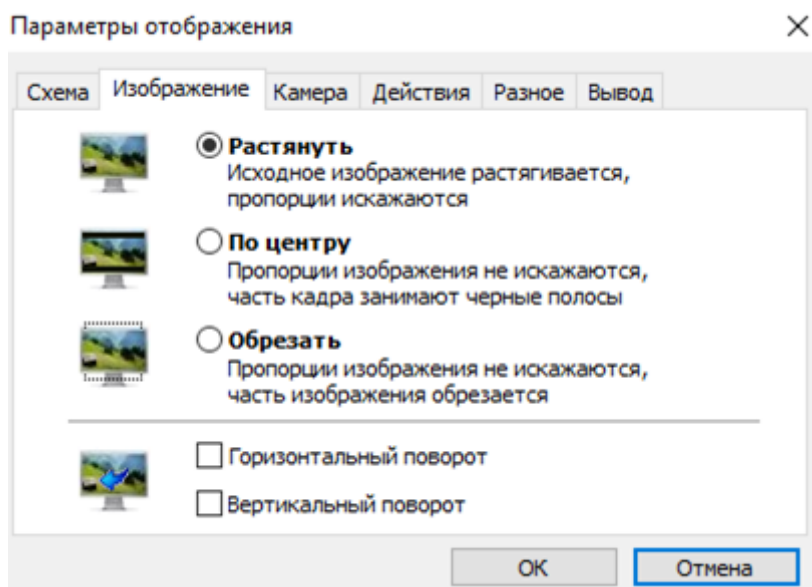 Параметры отображения
Схема Изображение Камера Действия Разное Вывод
Растянуть
Исходное изображение растягивается,
пропорции искажаются
По центру
Пропорции изображения не искажаются,
часть кадра занимают черные полосы
Обрезать
Пропорции изображения не искажаются,
часть изображения обрезается
Горизонтальный поворот
Вертикальный поворот
ОК Отмена